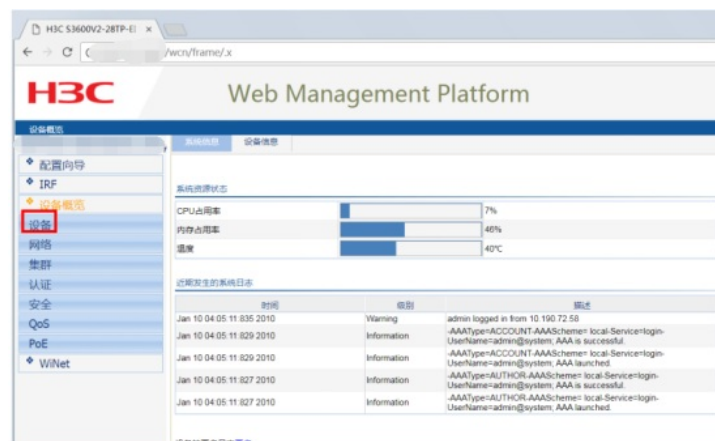 H3C S3600V2-28TP-EI
/wcn/frame/.x
H3C
Web Management Platform
设备概览
系统信息 设备信息
配置向导
IRF
设备概览
设备
网络
集群
认证
安全
QoS
PoE
WiNet
系统资源状态
CPU占用率 7%
内存占用率 46%
温度 40℃
近期发生的系统日志
时间 级别 描述
Jan 10 04:05:11:835 2010 Warning admin logged in from 10.190.72.58
Jan 10 04:05:11:829 2010 Information -AAAType=ACCOUNT-AAAScheme= local-Service=login-
UserName=admin@system; AAA is successful.
Jan 10 04:05:11:829 2010 Information -AAAType=ACCOUNT-AAAScheme= local-Service=login-
UserName=admin@system; AAA launched.
Jan 10 04:05:11:827 2010 Information -AAAType=AUTHOR-AAAScheme= local-Service=login-
UserName=admin@system; AAA is successful.
Jan 10 04:05:11:827 2010 Information -AAAType=AUTHOR-AAAScheme= local-Service=login-
UserName=admin@system; AAA launched.